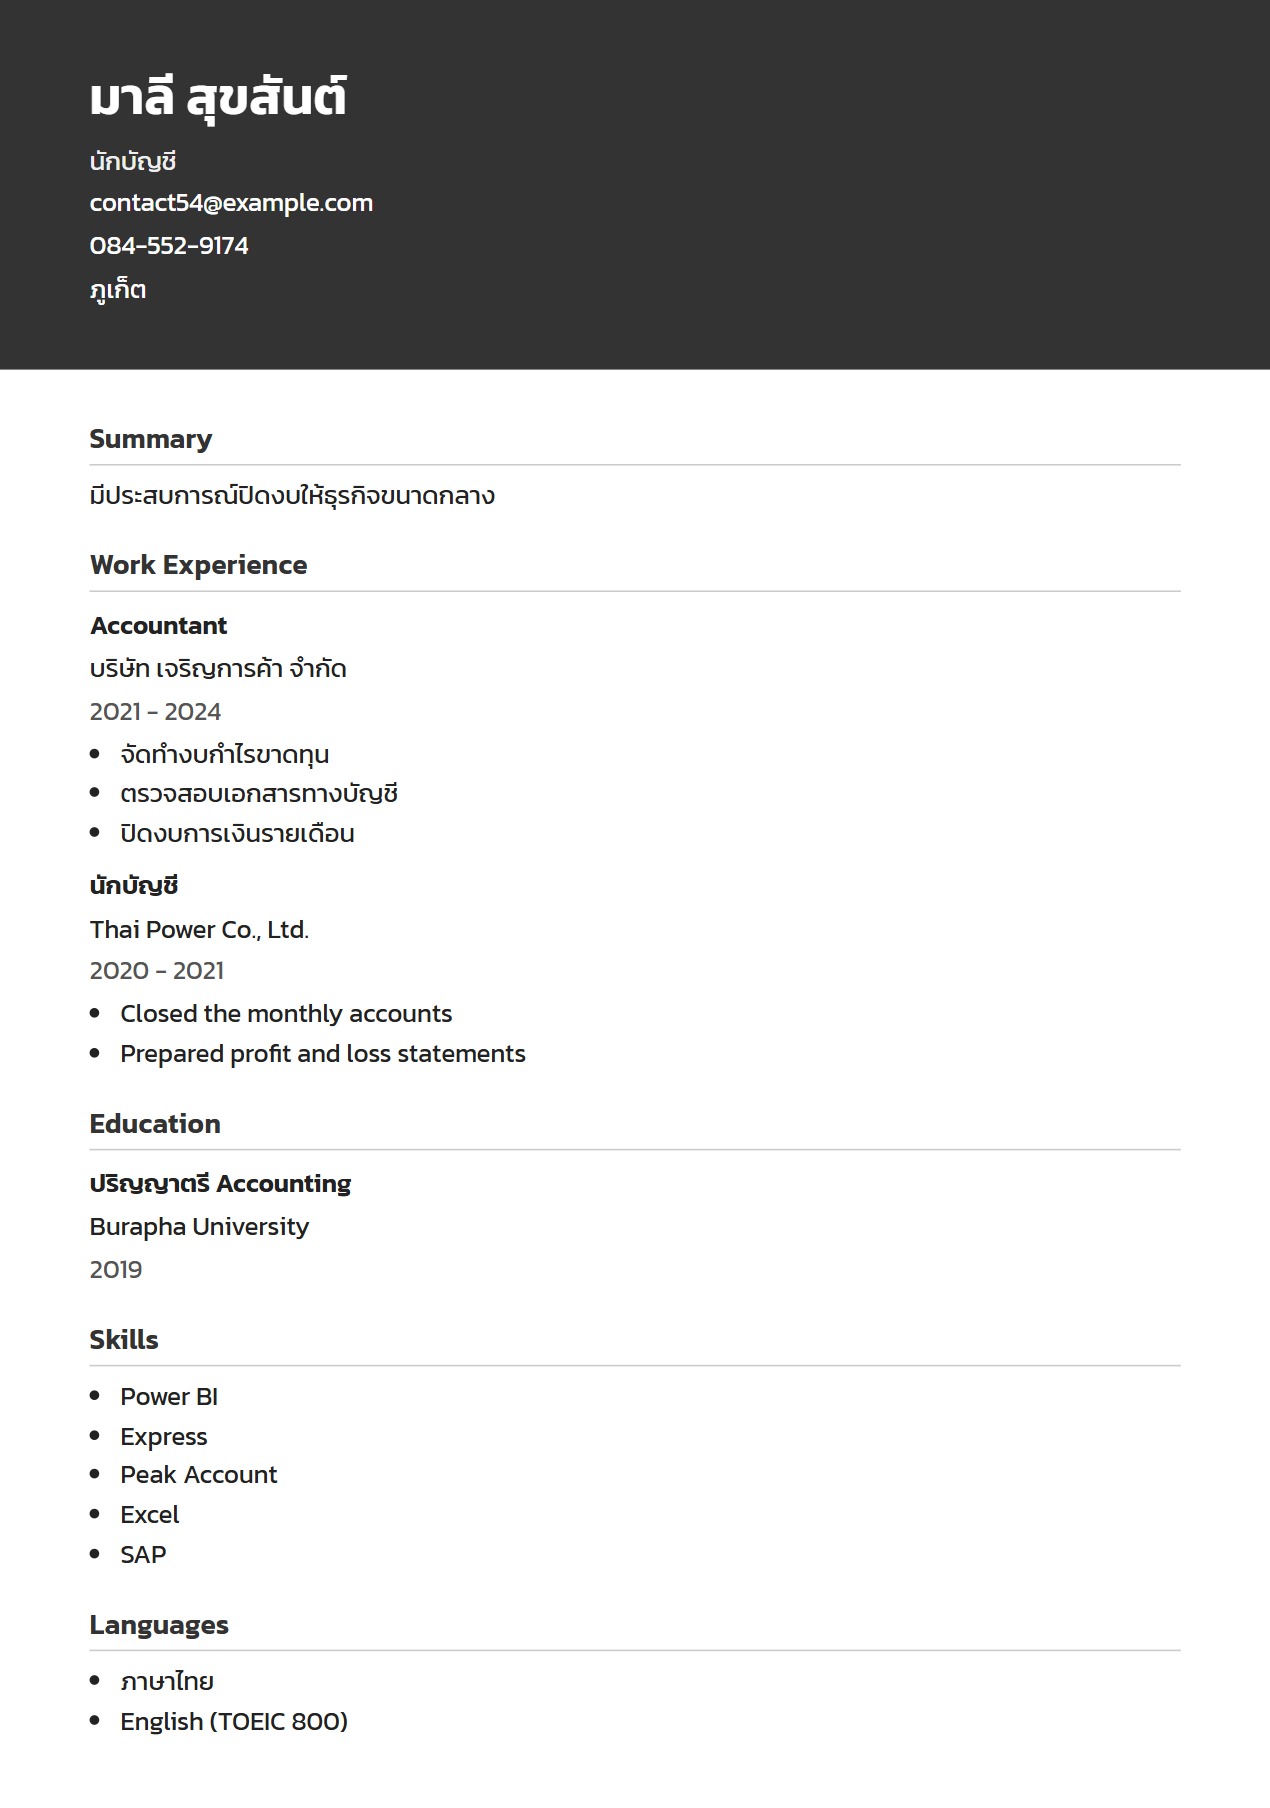 มาลี สุขสันต์
นักบัญชี
contact54@example.com
084-552-9174
ภูเก็ต
Summary
มีประสบการณ์ปิดงบให้ธุรกิจขนาดกลาง
Work Experience
Accountant
บริษัท เจริญการค้า จำกัด
2021 - 2024
• จัดทำงบกำไรขาดทุน
• ตรวจสอบเอกสารทางบัญชี
• ปิดงบการเงินรายเดือน
นักบัญชี
Thai Power Co., Ltd.
2020 - 2021
• Closed the monthly accounts
• Prepared profit and loss statements
Education
ปริญญาตรี Accounting
Burapha University
2019
Skills
• Power BI
• Express
• Peak Account
• Excel
• SAP
Languages
• ภาษาไทย
• English (TOEIC 800)